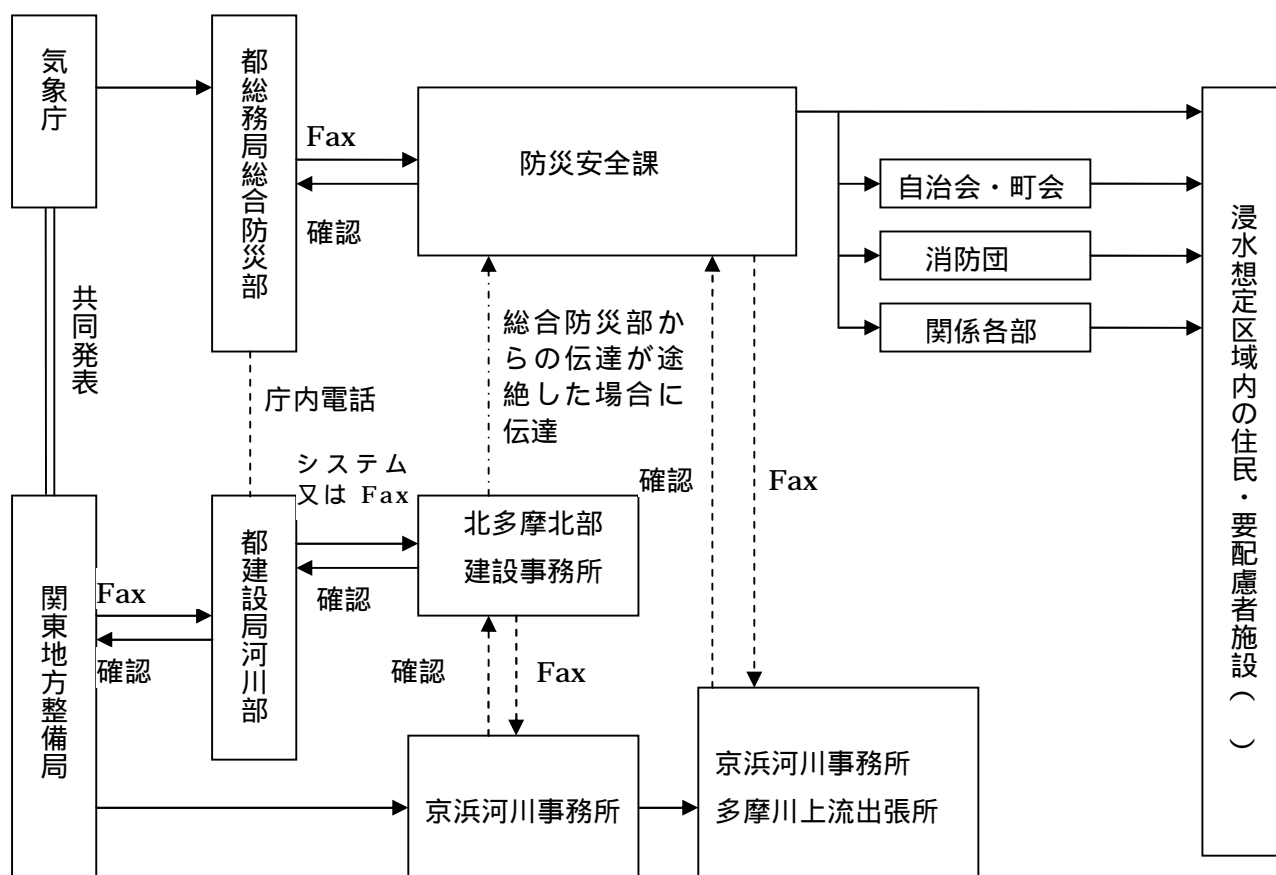 気象庁
都総務局総合防災部
Fax
確認
防災安全課
自治会・町会
消防団
関係各部
浸水想定区域内の住民・要配慮者施設( )
共同発表
庁内電話
総合防災部か
らの伝達が途
絶した場合に
伝達
確認
Fax
システム
又は Fax
確認
北多摩北部
建設事務所
都建設局河川部
関東地方整備局
Fax
確認
確認
Fax
京浜河川事務所
京浜河川事務所
多摩川上流出張所